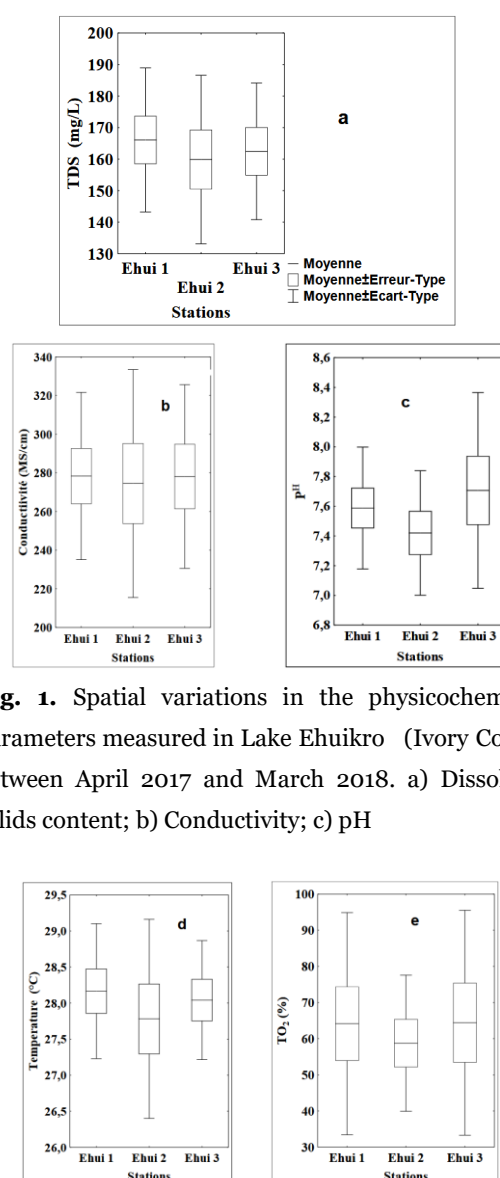 200
190
180
170
160
150
140
130
TDS (mg/L)
a
Ehui 1
Ehui 2
Ehui 3
Stations
Moyenne
Moyenne±Erreur-Type
Moyenne±Ecart-Type
340
320
300
280
260
240
220
200
Conductiivité (MS/cm)
b
Ehui 1 Ehui 2 Ehui 3
Stations
8,6
8,4
8,2
8,0
7,8
7,6
7,4
7,2
7,0
6,8
pH
c
Ehui 1 Ehui 2 Ehui 3
Stations
g. 1. Spatial variations in the physicochem
rameters measured in Lake Ehuikro (Ivory Co
tween April 2017 and March 2018. a) Dissol
lids content; b) Conductivity; c) pH
29,5
29,0
28,5
28,0
27,5
27,0
26,5
26,0
Temperature (°C)
d
Ehui 1 Ehui 2 Ehui 3
Stations
100
90
80
70
60
50
40
30
TO₂ (%)
e
Ehui 1 Ehui 2 Ehui 3
Stations